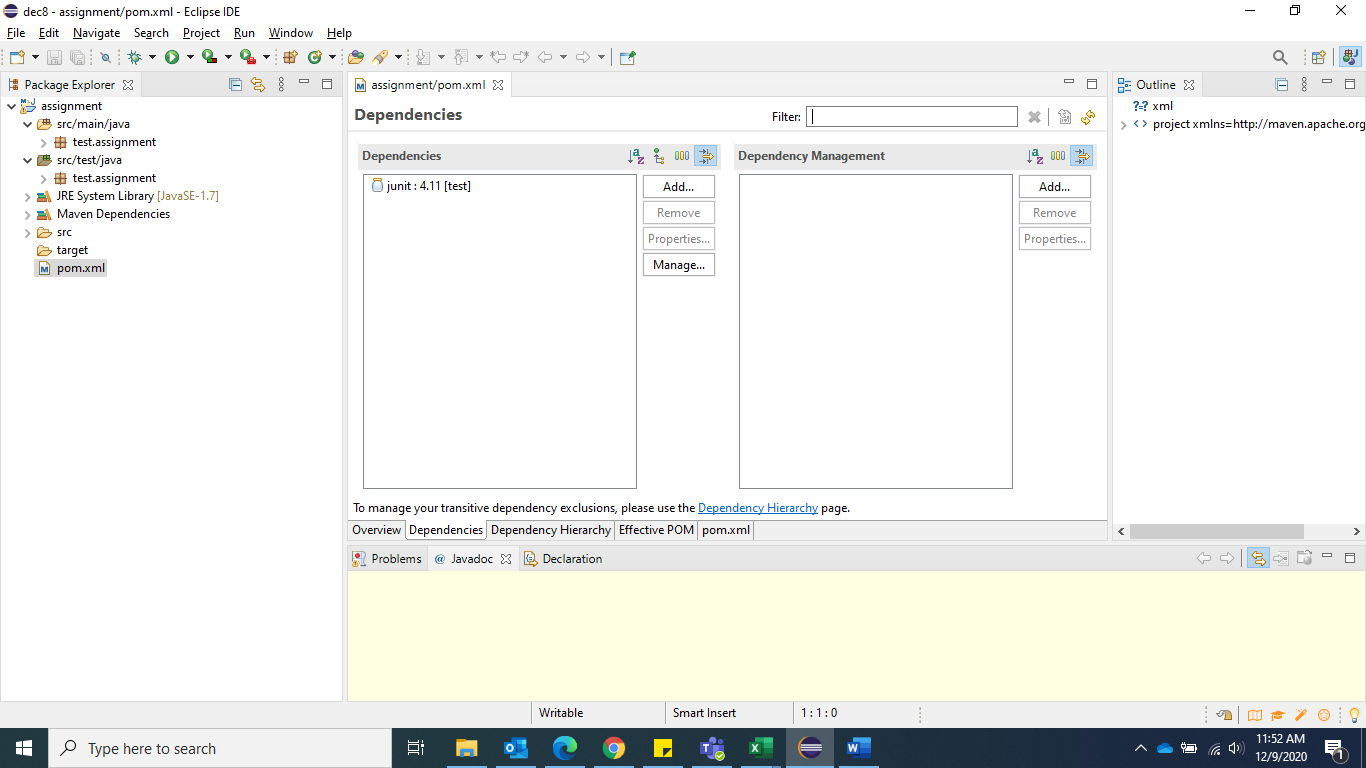 dec8 - assignment/pom.xml - Eclipse IDE
File Edit Navigate Search Project Run Window Help
Package Explorer
assignment
src/main/java
test.assignment
src/test/java
test.assignment
JRE System Library [JavaSE-1.7]
Maven Dependencies
src
target
pom.xml
assignment/pom.xml
Dependencies
Filter:
Dependencies
junit : 4.11 [test]
Add...
Remove
Properties...
Manage...
Dependency Management
Add...
Remove
Properties...
To manage your transitive dependency exclusions, please use the Dependency Hierarchy page.
Overview Dependencies Dependency Hierarchy Effective POM pom.xml
Outline
?=? xml
project xmlns=http://maven.apache.org
Problems @ Javadoc Declaration
Writable Smart Insert 1 : 1 : 0
Type here to search
11:52 AM
12/9/2020
1